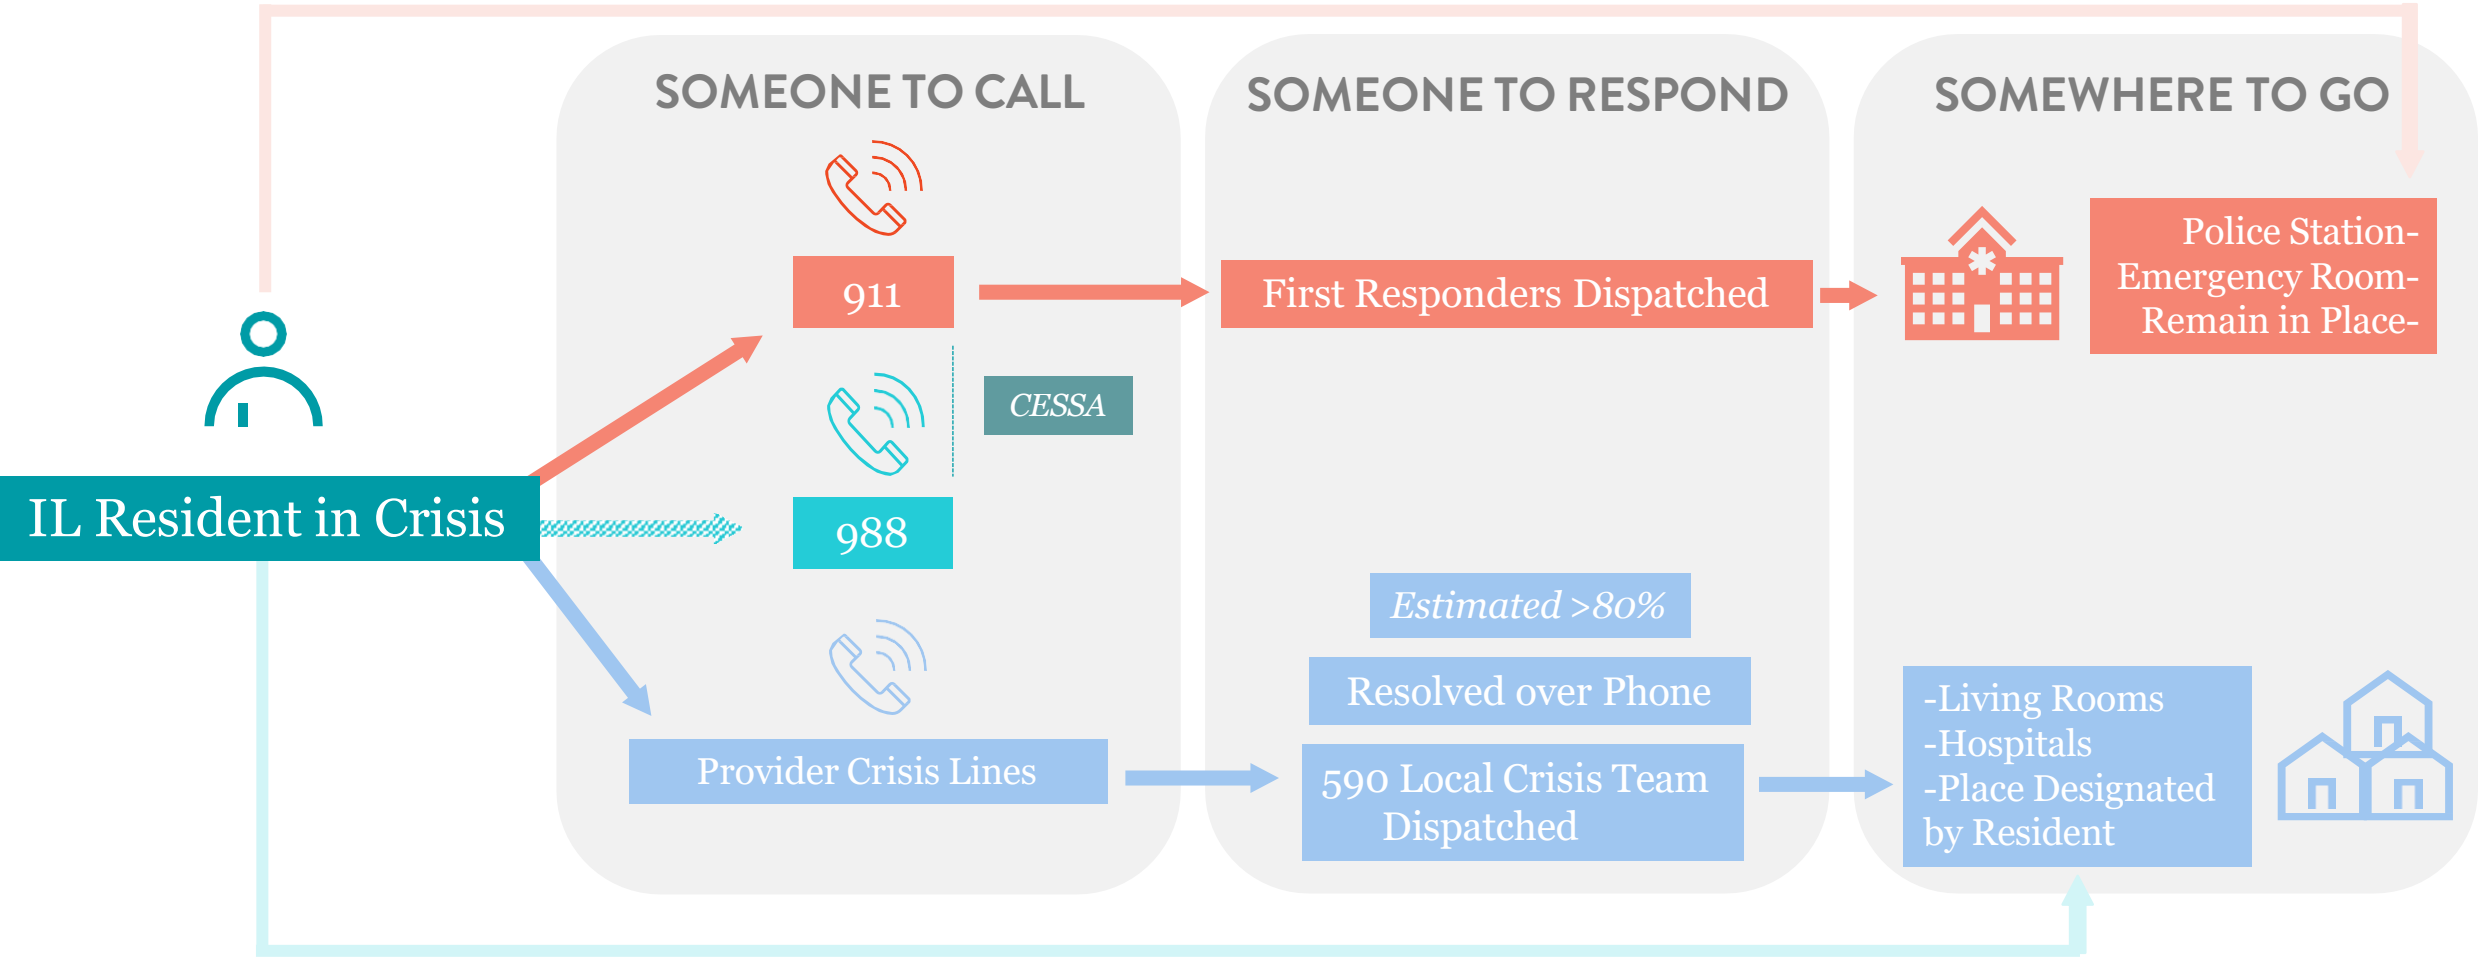 SOMEONE TO CALL
SOMEONE TO RESPOND
SOMEWHERE TO GO
911
First Responders Dispatched
Police Station-
Emergency Room-
Remain in Place-
CESSA
IL Resident in Crisis
988
Estimated >80%
Resolved over Phone
Provider Crisis Lines
590 Local Crisis Team
Dispatched
-Living Rooms
-Hospitals
-Place Designated
by Resident